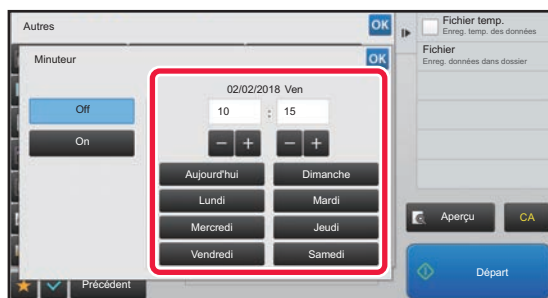 Autres
OK
Minuteur
OK
Off
On
02/02/2018 Ven
10 : 15
Aujourd'hui
Dimanche
Lundi
Mardi
Mercredi
Jeudi
Vendredi
Samedi
Précédent
Fichier temp.
Enreg. temp. des données
Fichier
Enreg. données dans dossier
Aperçu
CA
Départ